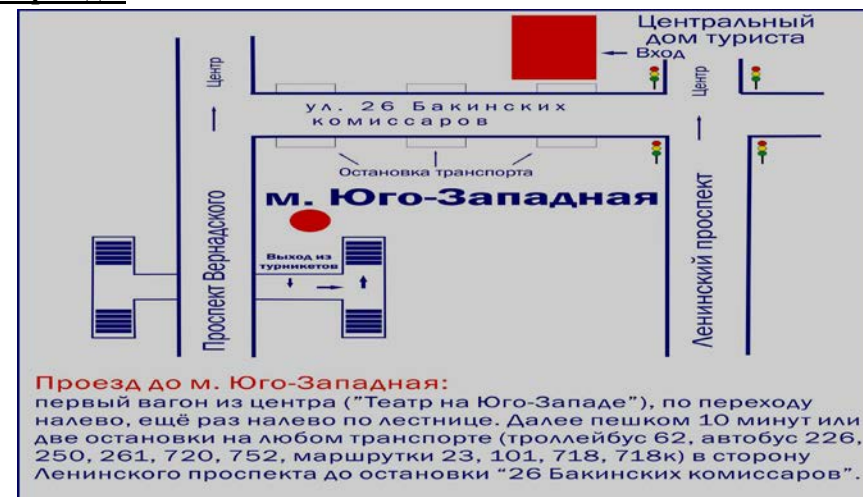 Центральный
дом туриста
Вход
Центр
Центр
ул. 26 Бакинских
комиссаров
Остановка транспорта
м. Юго-Западная
Проспект Вернадского
Выход из
турникетов
Ленинский проспект
Проезд до м. Юго-Западная:
первый вагон из центра ("Театр на Юго-Западе"), по переходу
налево, ещё раз налево по лестнице. Далее пешком 10 минут или
две остановки на любом транспорте (троллейбус 62, автобус 226,
250, 261, 720, 752, маршрутки 23, 101, 718, 718к) в сторону
Ленинского проспекта до остановки "26 Бакинских комиссаров".